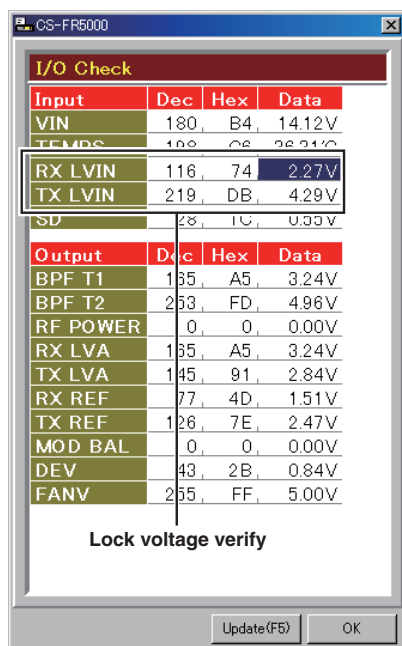 CS-FR5000
I/O Check
Input Dec Hex Data
VIN 180, B4, 14.12V
RX LVIN 116, 74, 2.27V
TX LVIN 219, DB, 4.29V
SD 28, 1C, 0.55V
Output Dec Hex Data
BPF T1 165, A5, 3.24V
BPF T2 253, FD, 4.96V
RF POWER 0, 0, 0.00V
RX LVA 165, A5, 3.24V
TX LVA 145, 91, 2.84V
RX REF 77, 4D, 1.51V
TX REF 126, 7E, 2.47V
MOD BAL 0, 0, 0.00V
DEV 43, 2B, 0.84V
FANV 255, FF, 5.00V
Lock voltage verify
Update(F5) OK